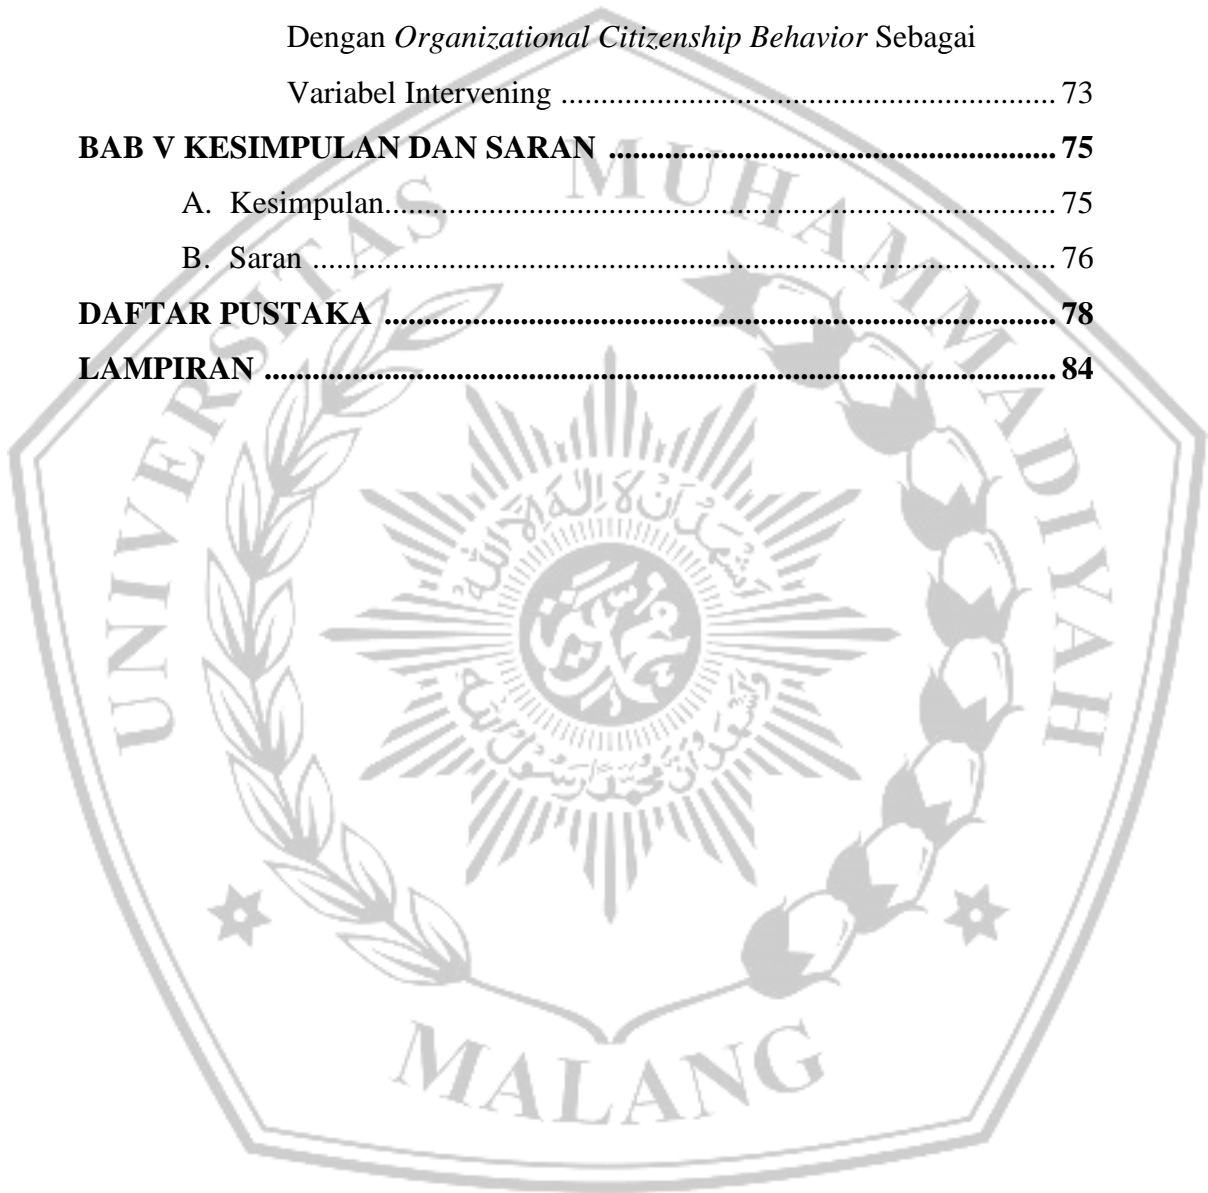 Dengan Organizational Citizenship Behavior Sebagai
Variabel Intervening ............................................................... 73
BAB V KESIMPULAN DAN SARAN ......................................................... 75
A. Kesimpulan..................................................................................... 75
B. Saran .............................................................................................. 76
DAFTAR PUSTAKA ..................................................................................... 78
LAMPIRAN .................................................................................................... 84
UNIVERSITAS MUHAMMADIYAH
MALANG